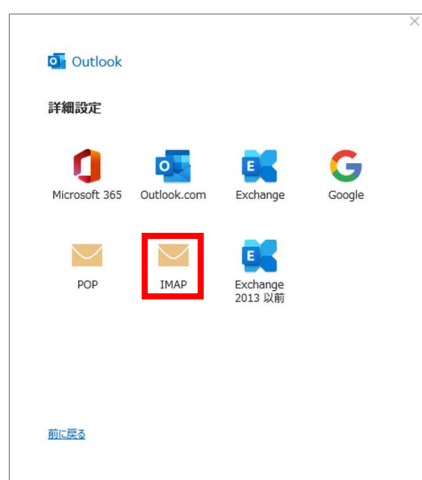 Outlook
詳細設定
Microsoft 365 Outlook.com Exchange Google
POP IMAP Exchange
2013 以前
前に戻る